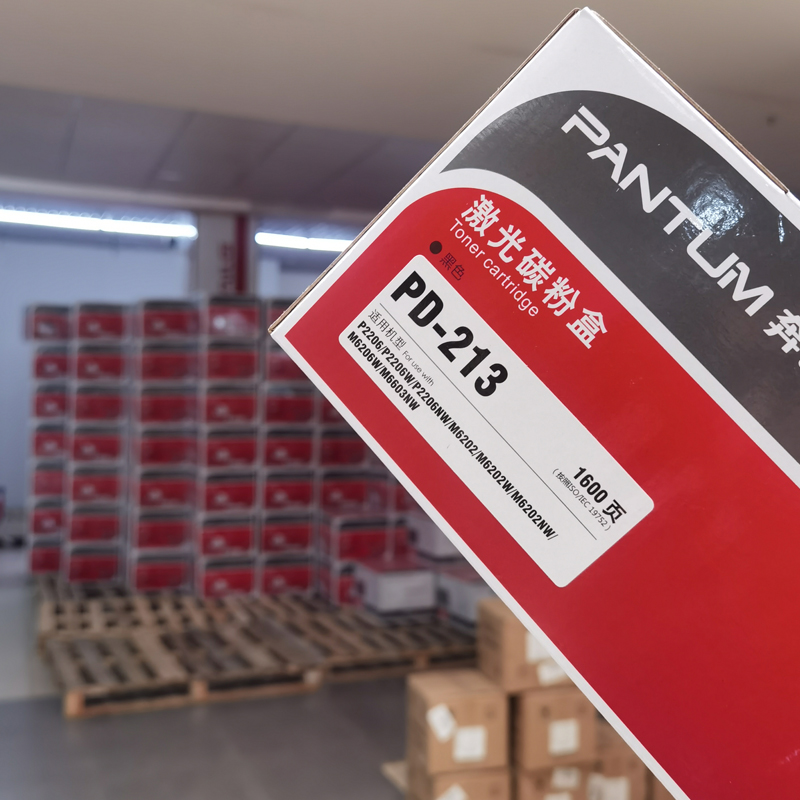 PANTUM 奔
激光碳粉盒
Toner cartridge
黑色
PD-213
适用机型 For use with
P2206/P2206W/P2206NW/M6202/M6202W/M6202NW/
M6206W/M6603NW
1600 页
(按照ISO/IEC 19752)